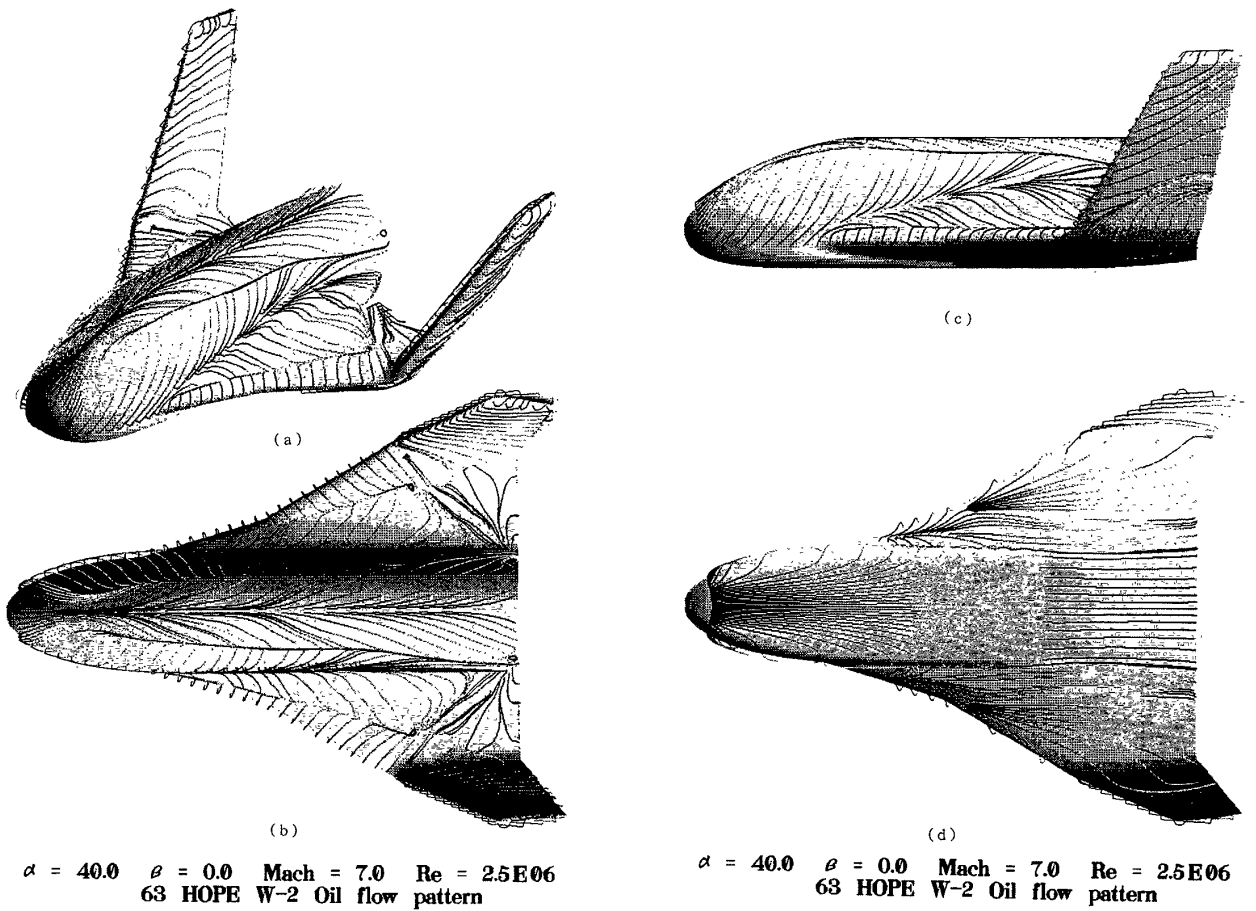 (a)
(b)
α = 40.0 β = 0.0 Mach = 7.0 Re = 2.5E06
63 HOPE W-2 Oil flow pattern
(c)
(d)
α = 40.0 β = 0.0 Mach = 7.0 Re = 2.5E06
63 HOPE W-2 Oil flow pattern